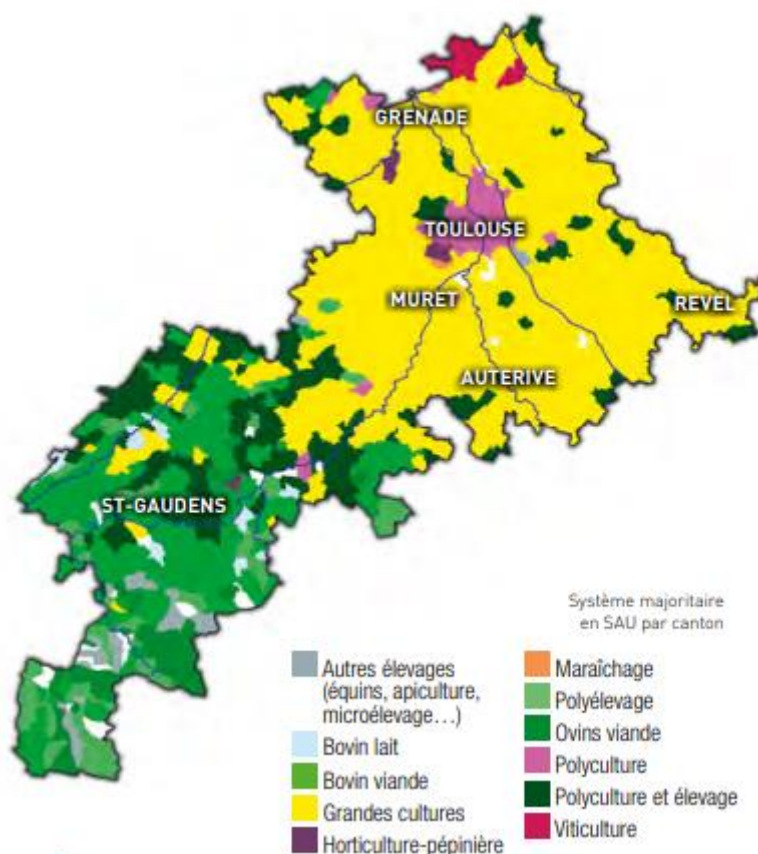 GRENADE
TOULOUSE
MURET
REVEL
AUTERIVE
ST-GAUDENS
Système majoritaire
en SAU par canton
Autres élevages
(équins, apiculture,
microélevage...)
Bovin lait
Bovin viande
Grandes cultures
Horticulture-pépinière
Maraîchage
Polyélevage
Ovins viande
Polyculture
Polyculture et élevage
Viticulture